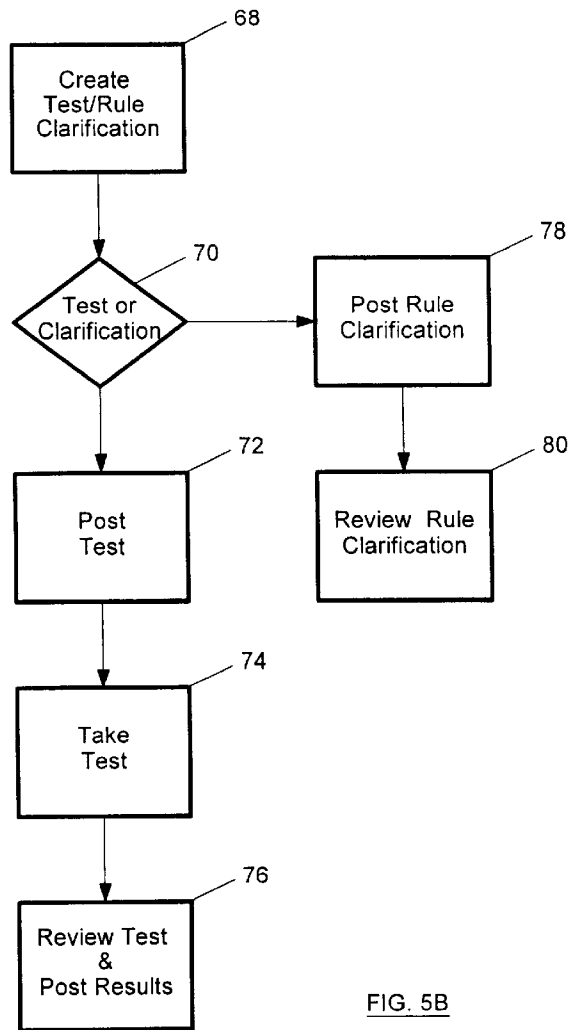 68
Create
Test/Rule
Clarification
70
Test or
Clarification
78
Post Rule
Clarification
72
Post
Test
80
Review Rule
Clarification
74
Take
Test
76
Review Test
&
Post Results
FIG. 5B